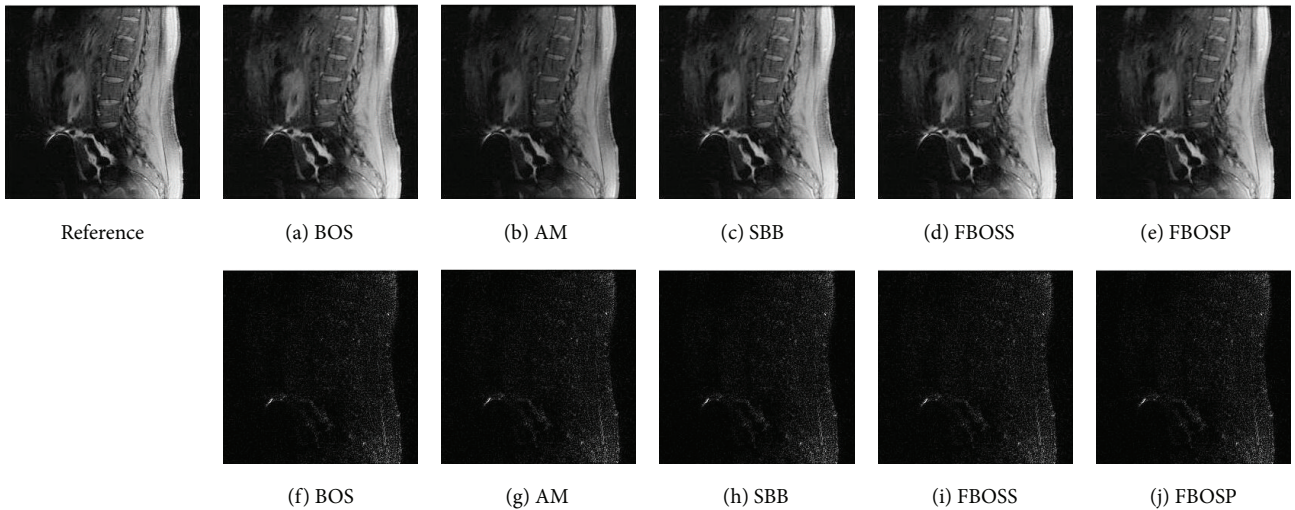 Reference
(a) BOS
(b) AM
(c) SBB
(d) FBOSS
(e) FBOSP
(f) BOS
(g) AM
(h) SBB
(i) FBOSS
(j) FBOSP